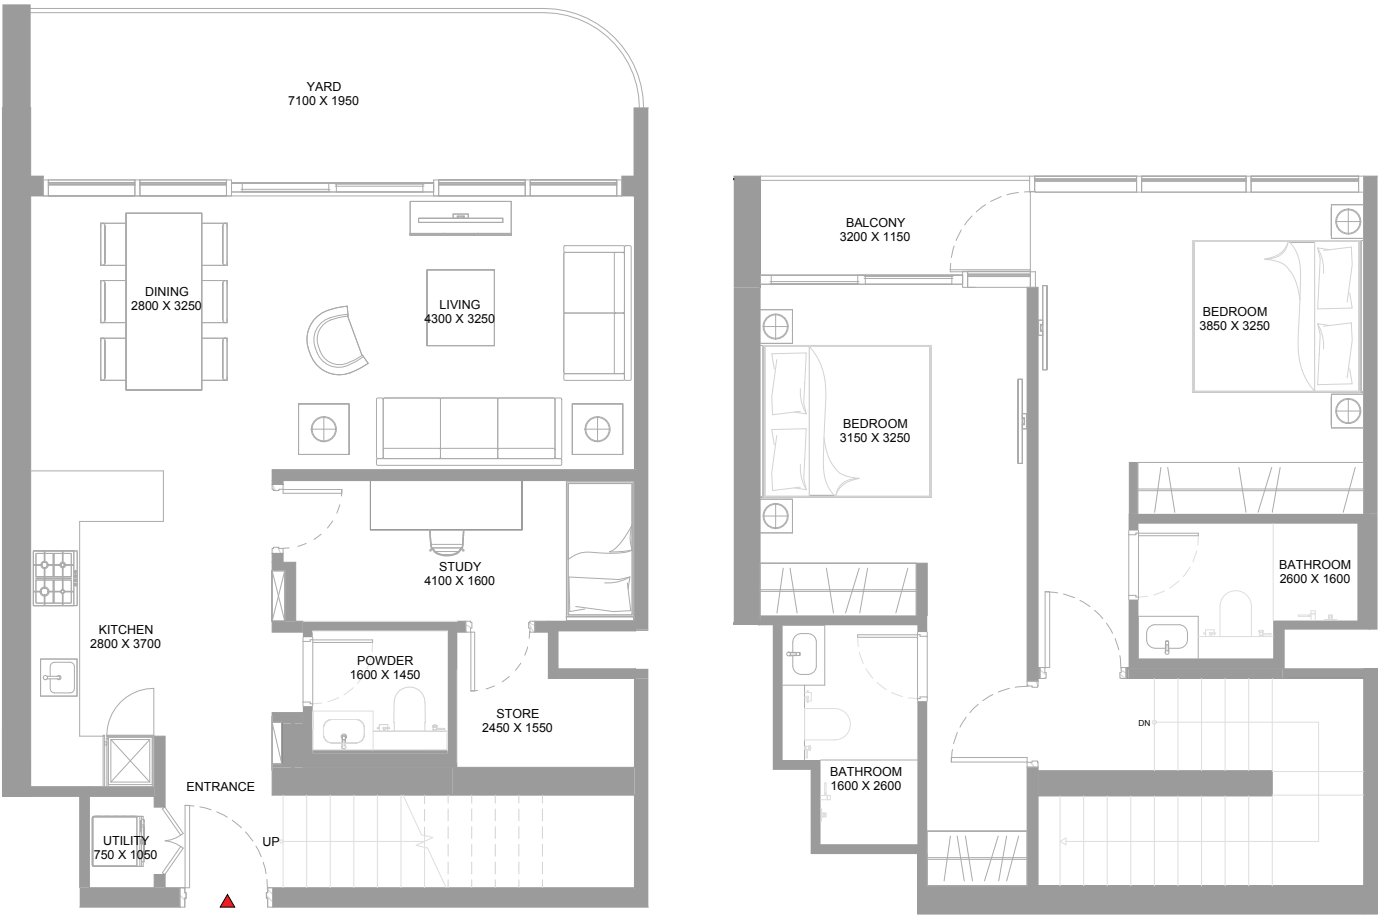 YARD
7100 X 1950
DINING
2800 X 3250
LIVING
4300 X 3250
STUDY
4100 X 1600
KITCHEN
2800 X 3700
POWDER
1600 X 1450
STORE
2450 X 1550
ENTRANCE
UTILITY
750 X 1050
UP
BALCONY
3200 X 1150
BEDROOM
3850 X 3250
BEDROOM
3150 X 3250
BATHROOM
2600 X 1600
DN
BATHROOM
1600 X 2600